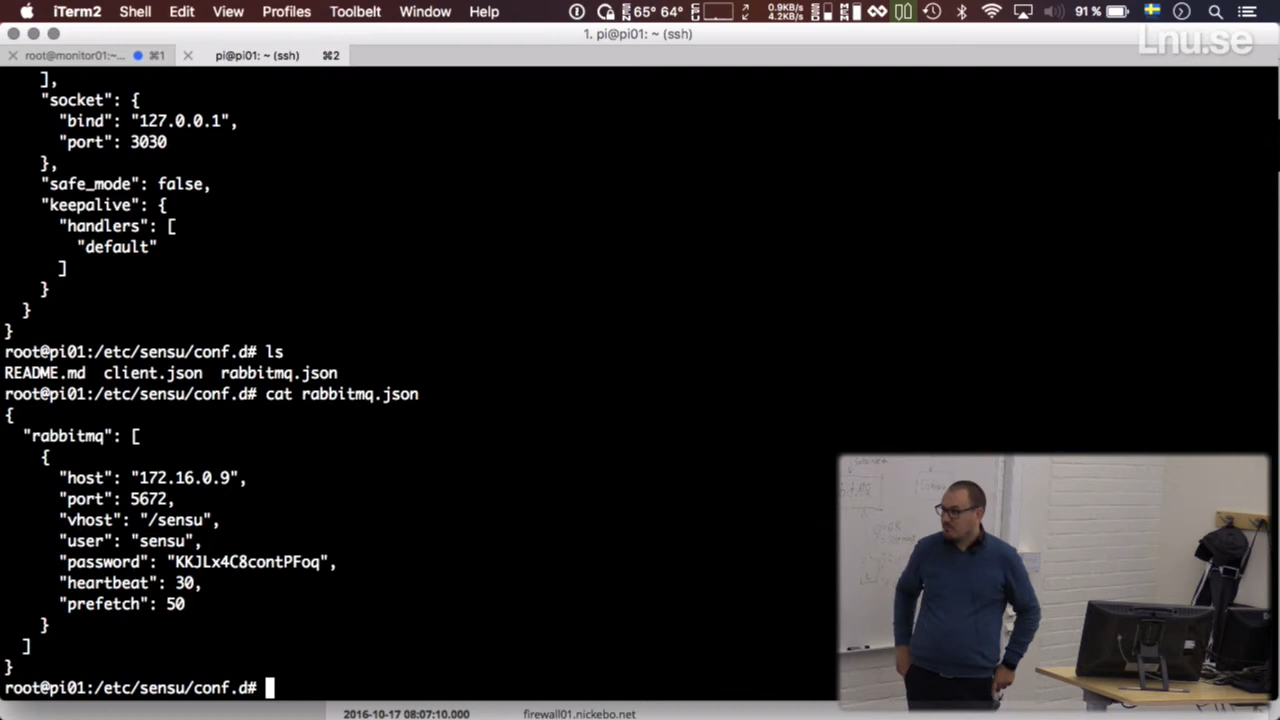 iTerm2 Shell Edit View Profiles Toolbelt Window Help 65° 64° 0.9KB/s 4.2KB/s 91 %
1. pi@pi01: ~ (ssh)
Lnu.se
root@monitor01:~... ⌘1 pi@pi01: ~ (ssh) ⌘2
],
"socket": {
"bind": "127.0.0.1",
"port": 3030
},
"safe_mode": false,
"keepalive": {
"handlers": [
"default"
]
}
}
}
root@pi01:/etc/sensu/conf.d# ls
README.md client.json rabbitmq.json
root@pi01:/etc/sensu/conf.d# cat rabbitmq.json
{
"rabbitmq": [
{
"host": "172.16.0.9",
"port": 5672,
"vhost": "/sensu",
"user": "sensu",
"password": "KKJLx4C8contPFoq",
"heartbeat": 30,
"prefetch": 50
}
]
}
root@pi01:/etc/sensu/conf.d#
2016-10-17 08:07:10.000 firewall01.nickebo.net